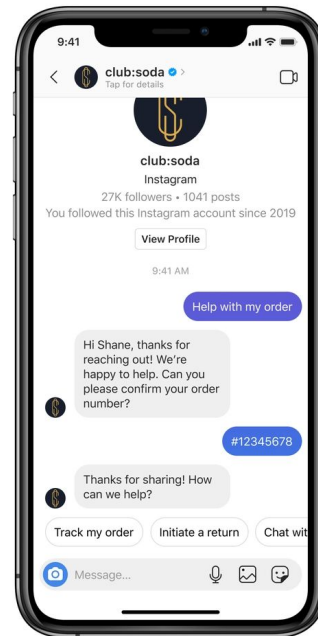 9:41
club:soda
Tap for details
club:soda
Instagram
27K followers • 1041 posts
You followed this Instagram account since 2019
View Profile
9:41 AM
Help with my order
Hi Shane, thanks for
reaching out! We're
happy to help. Can you
please confirm your order
number?
#12345678
Thanks for sharing! How
can we help?
Track my order
Initiate a return
Chat wit
Message...